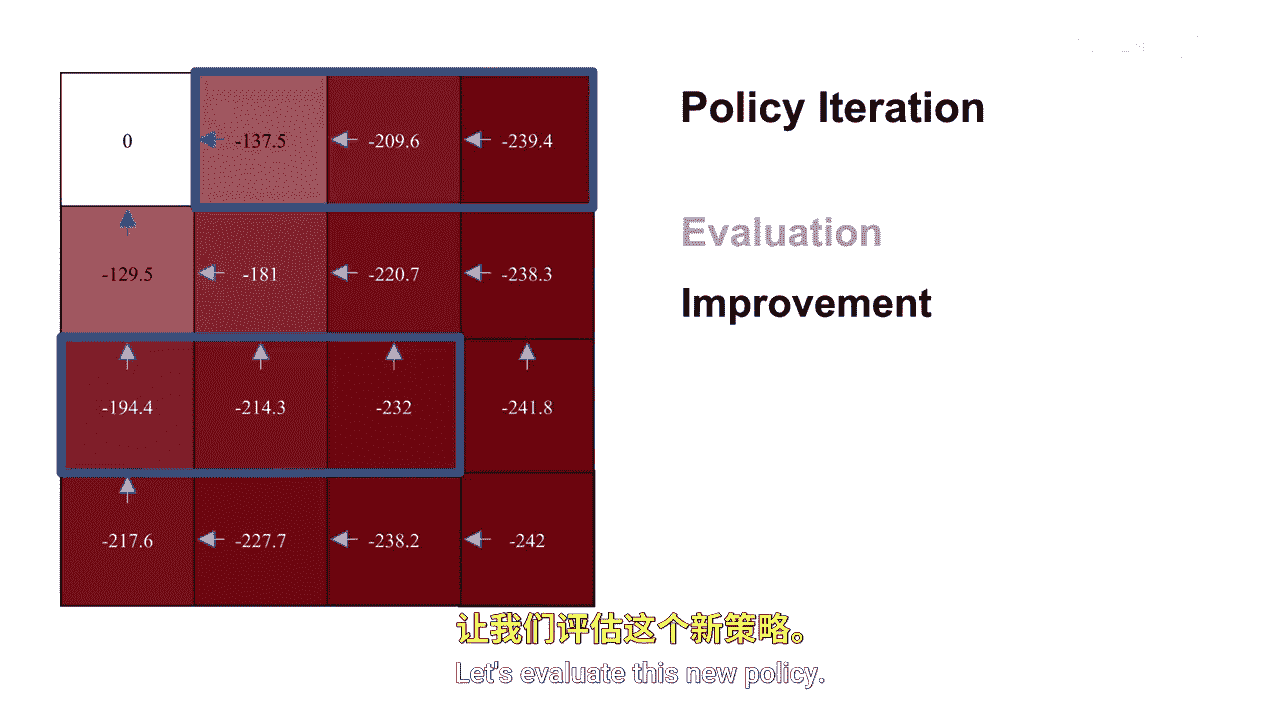 Policy Iteration
0 -137.5 -209.6 -239.4
Evaluation
-129.5 -181 -220.7 -238.3
Improvement
-194.4 -214.3 -232 -241.8
-217.6 -227.7 -238.2 -242
让我们评估这个新策略。
Let's evaluate this new policy.